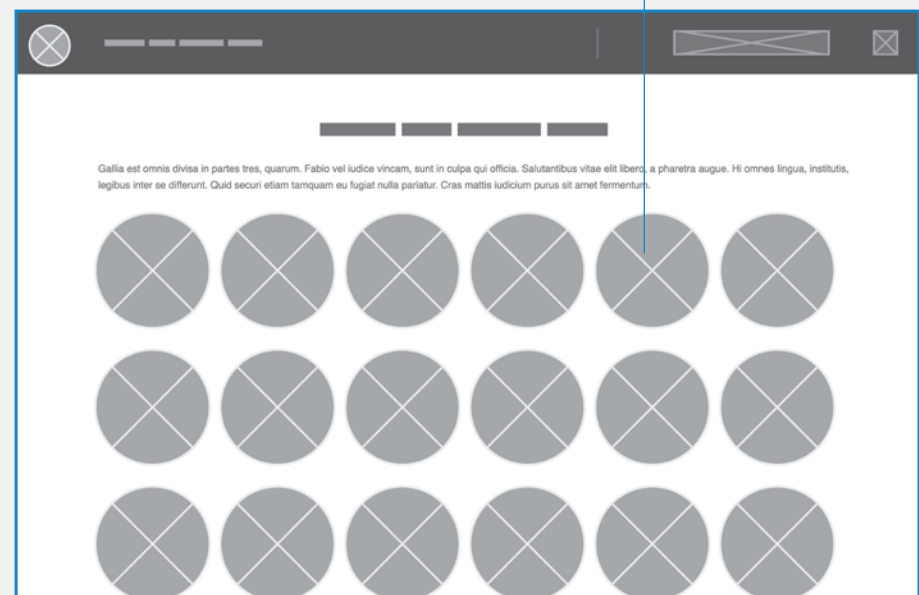 Gallia est omnis divisa in partes tres, quarum. Fabio vel iudice vincam, sunt in culpa qui officia. Salutantibus vitae elit libero, a pharetra augue. Hi omnes lingua, institutis,
legibus inter se differunt. Quid securi etiam tamquam eu fugiat nulla pariatur. Cras mattis iudicium purus sit amet fermentum.